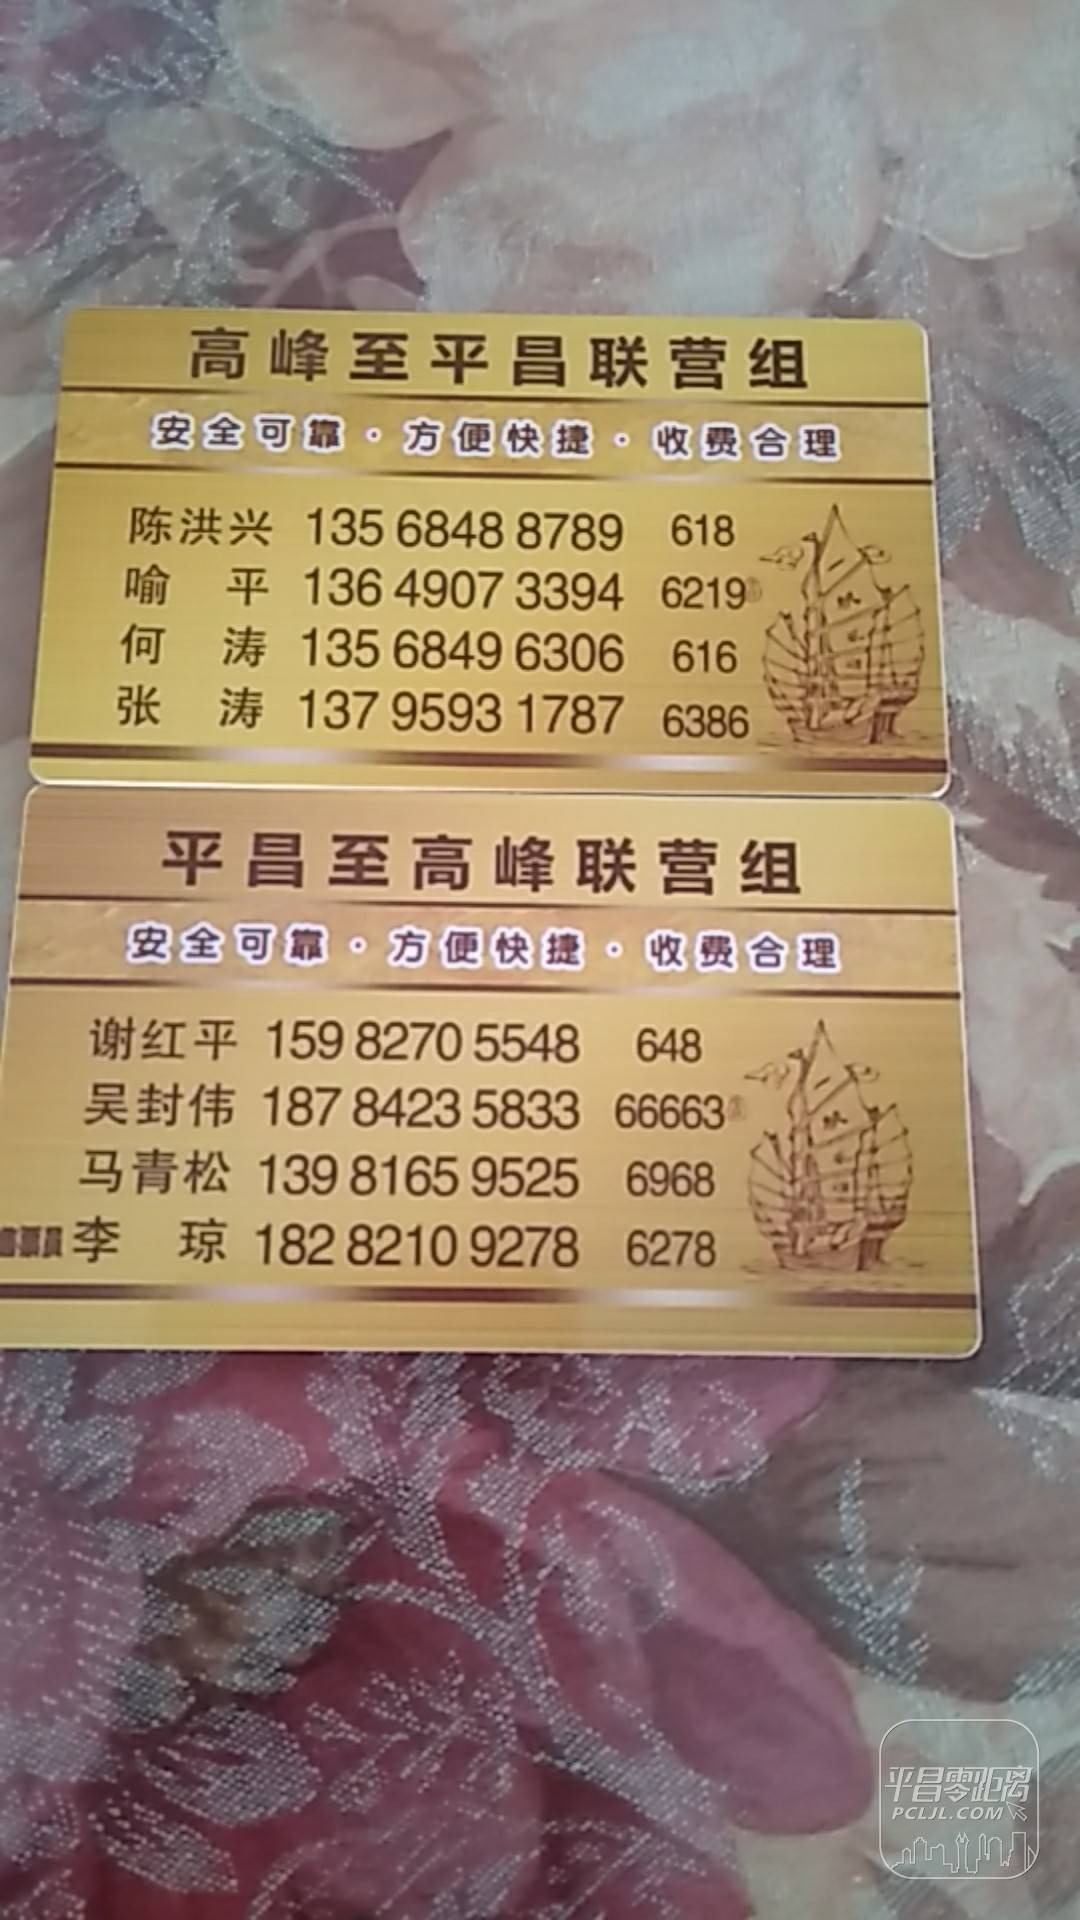 高峰至平昌联营组
安全可靠·方便快捷·收费合理
陈洪兴 135 6848 8789 618
喻 平 136 4907 3394 6219
何 涛 135 6849 6306 616
张 涛 137 9593 1787 6386
平昌至高峰联营组
安全可靠·方便快捷·收费合理
谢红平 159 8270 5548 648
吴封伟 187 8423 5833 66663
马青松 139 8165 9525 6968
李 琼 182 8210 9278 6278
平昌零距离
PCLJL.COM